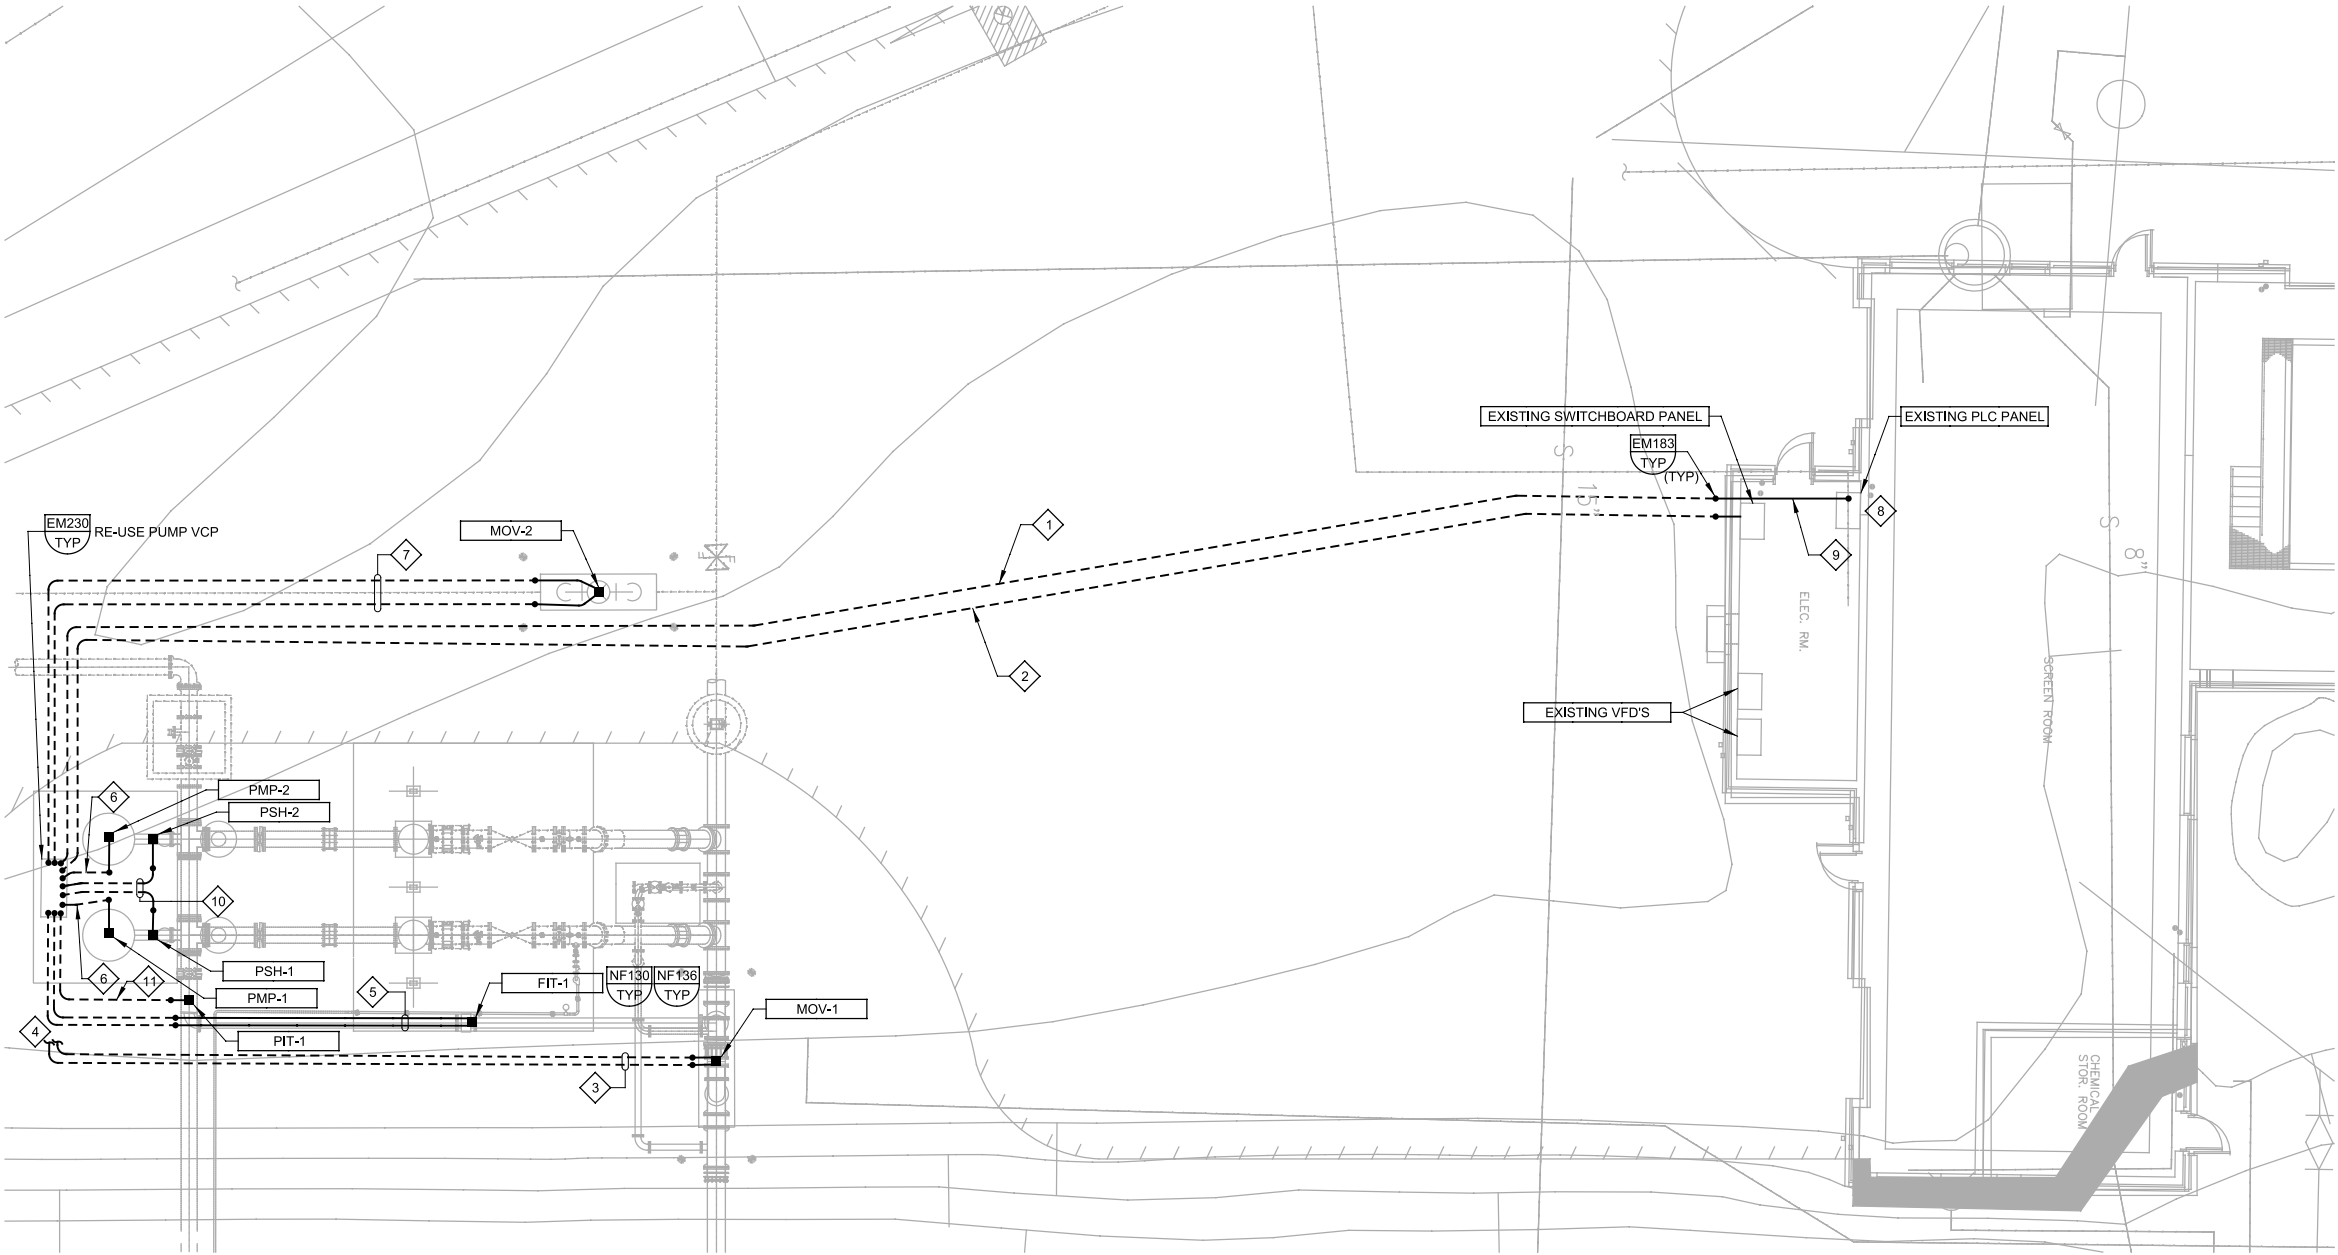 EXISTING SWITCHBOARD PANEL
EXISTING PLC PANEL
EM183
TYP
(TYP)
S
15"
8
9
1
EM230
TYP
RE-USE PUMP VCP
MOV-2
7
S
8"
ELEC. RM.
2
SCREEN ROOM
EXISTING VFD'S
PMP-2
6
PSH-2
10
PSH-1
6
11
PMP-1
5
FIT-1
NF130
TYP
NF136
TYP
MOV-1
4
PIT-1
3
CHEMICAL
STOR. ROOM